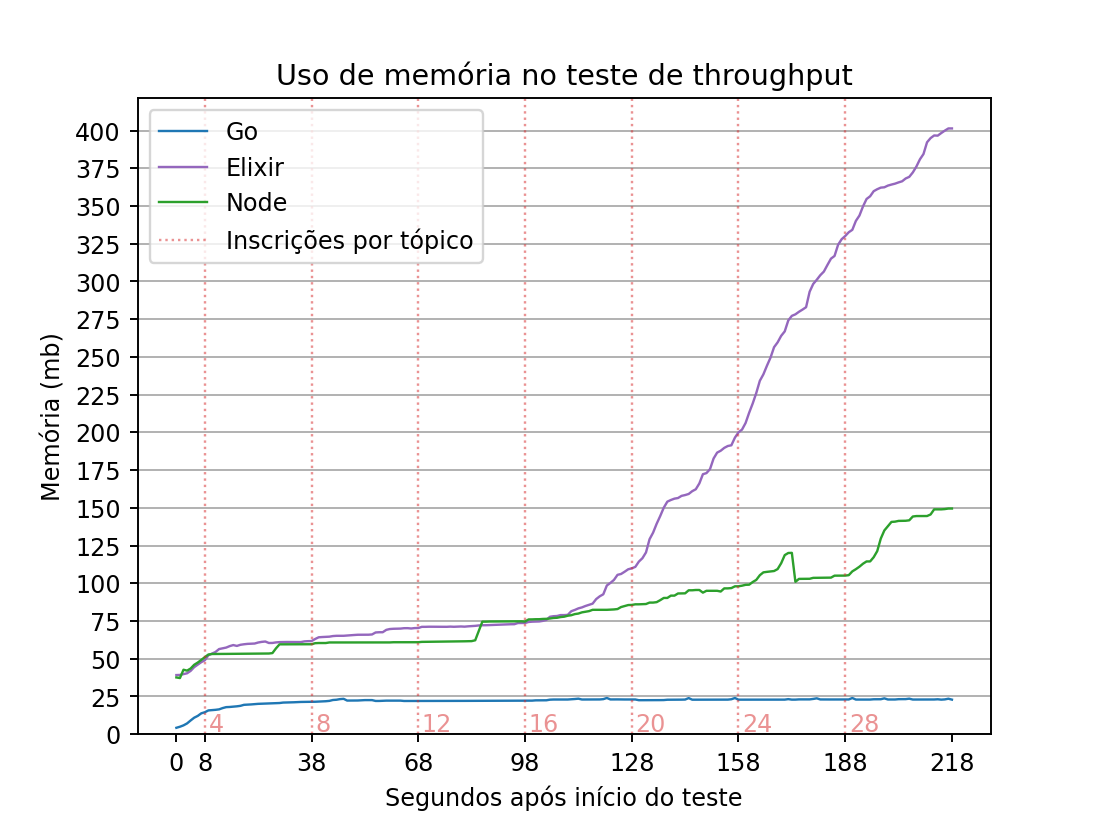 Uso de memória no teste de throughput
Go
Elixir
Node
Inscrições por tópico
Memória (mb)
400
375
350
325
300
275
250
225
200
175
150
125
100
75
50
25
0
4 8 12 16 20 24 28
0 8 38 68 98 128 158 188 218
Segundos após início do teste